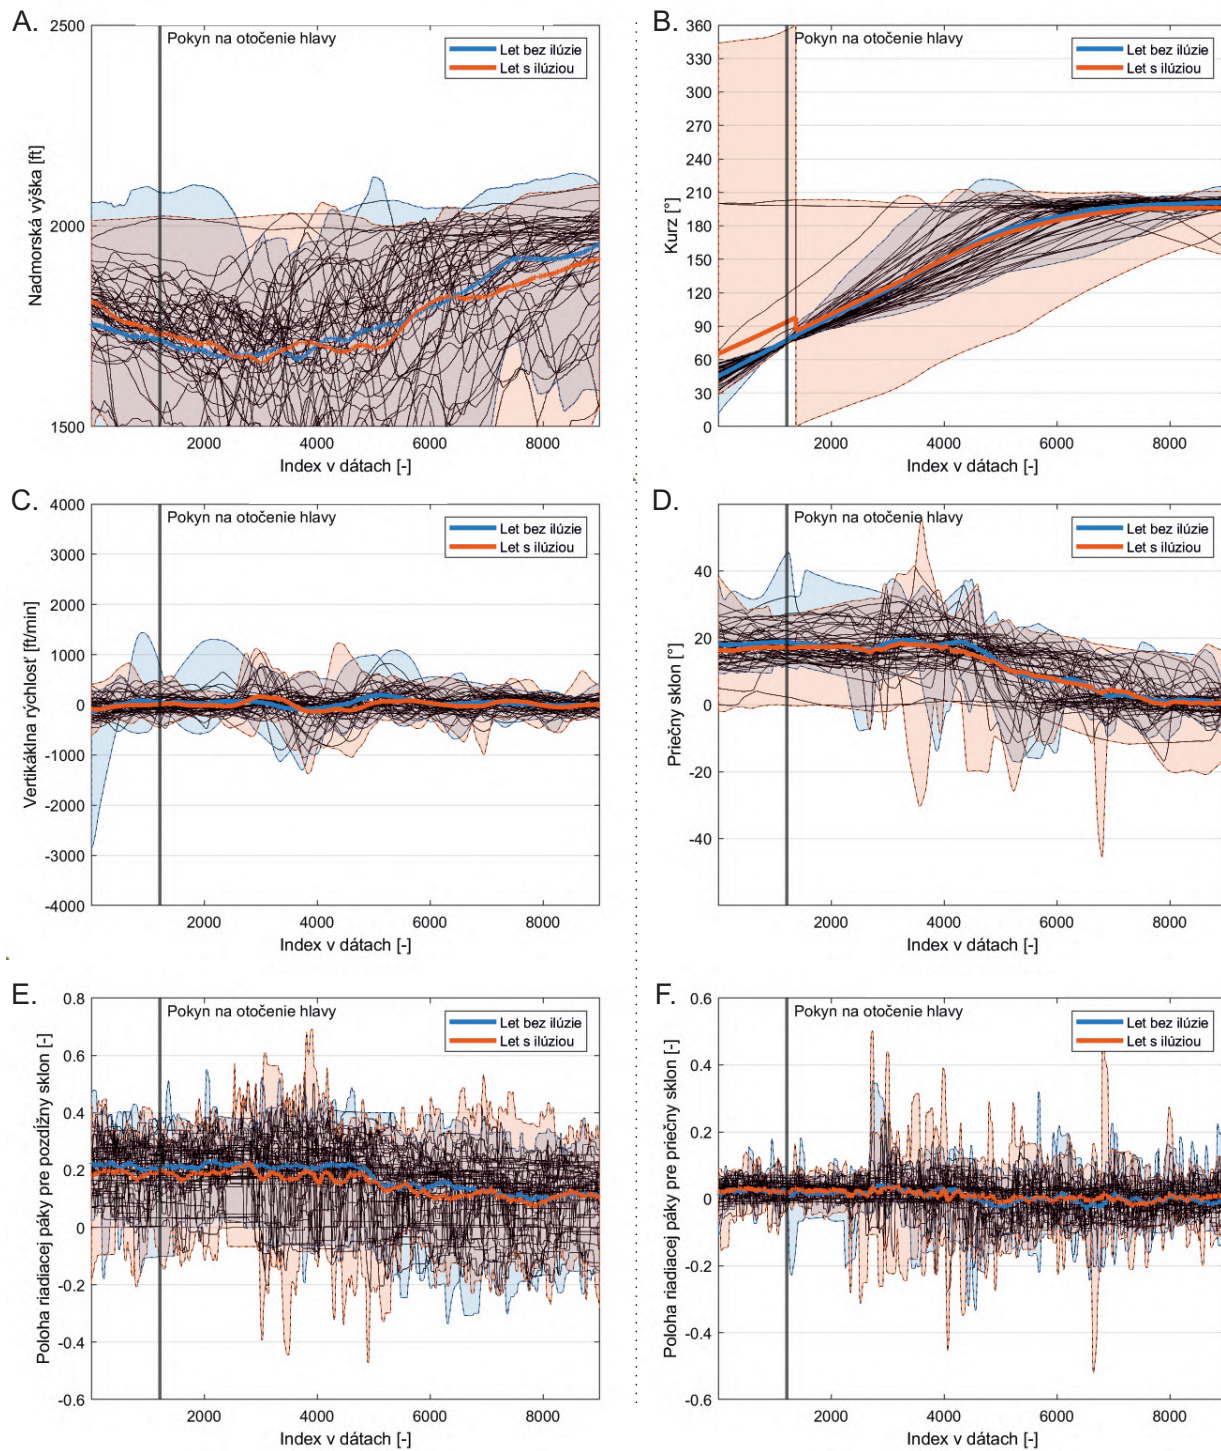 A.
2500
2000
1500
Nadmorská výška [ft]
Pokyn na otočenie hlavy
Let bez ilúzie
Let s ilúziou
2000 4000 6000 8000
Index v dátach [-]
B.
360
330
300
270
240
210
180
150
120
90
60
30
0
Kurz [°]
Pokyn na otočenie hlavy
Let bez ilúzie
Let s ilúziou
2000 4000 6000 8000
Index v dátach [-]
C.
4000
3000
2000
1000
0
-1000
-2000
-3000
-4000
Vertikálna rýchlosť [ft/min]
Pokyn na otočenie hlavy
Let bez ilúzie
Let s ilúziou
2000 4000 6000 8000
Index v dátach [-]
D.
40
20
0
-20
-40
Priečny sklon [°]
Pokyn na otočenie hlavy
Let bez ilúzie
Let s ilúziou
2000 4000 6000 8000
Index v dátach [-]
E.
0.8
0.6
0.4
0.2
0
-0.2
-0.4
-0.6
Poloha riadiacej páky pre pozdĺžny sklon [-]
Pokyn na otočenie hlavy
Let bez ilúzie
Let s ilúziou
2000 4000 6000 8000
Index v dátach [-]
F.
0.6
0.4
0.2
0
-0.2
-0.4
-0.6
Poloha riadiacej páky pre priečny sklon [-]
Pokyn na otočenie hlavy
Let bez ilúzie
Let s ilúziou
2000 4000 6000 8000
Index v dátach [-]